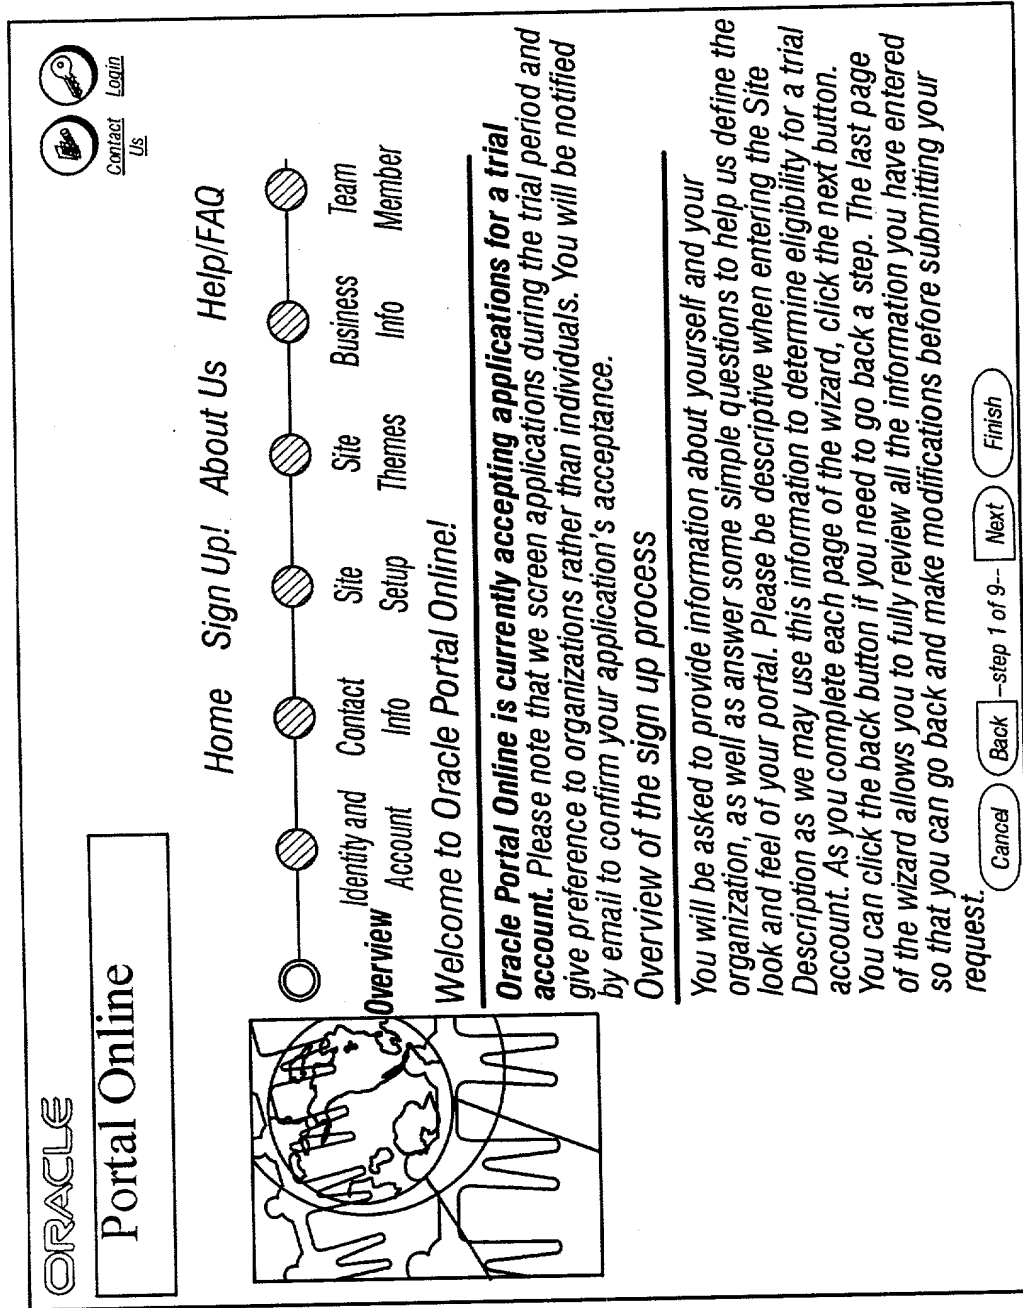 ORACLE
Contact Us
Login
Portal Online
Home Sign Up! About Us Help/FAQ
Overview
Identity and Account
Contact Info
Site Setup
Site Themes
Business Info
Team Member
Welcome to Oracle Portal Online!
Oracle Portal Online is currently accepting applications for a trial
account. Please note that we screen applications during the trial period and
give preference to organizations rather than individuals. You will be notified
by email to confirm your application's acceptance.
Overview of the sign up process
You will be asked to provide information about yourself and your
organization, as well as answer some simple questions to help us define the
look and feel of your portal. Please be descriptive when entering the Site
Description as we may use this information to determine eligibility for a trial
account. As you complete each page of the wizard, click the next button.
You can click the back button if you need to go back a step. The last page
of the wizard allows you to fully review all the information you have entered
so that you can go back and make modifications before submitting your
request.
Cancel Back –step 1 of 9-- Next Finish